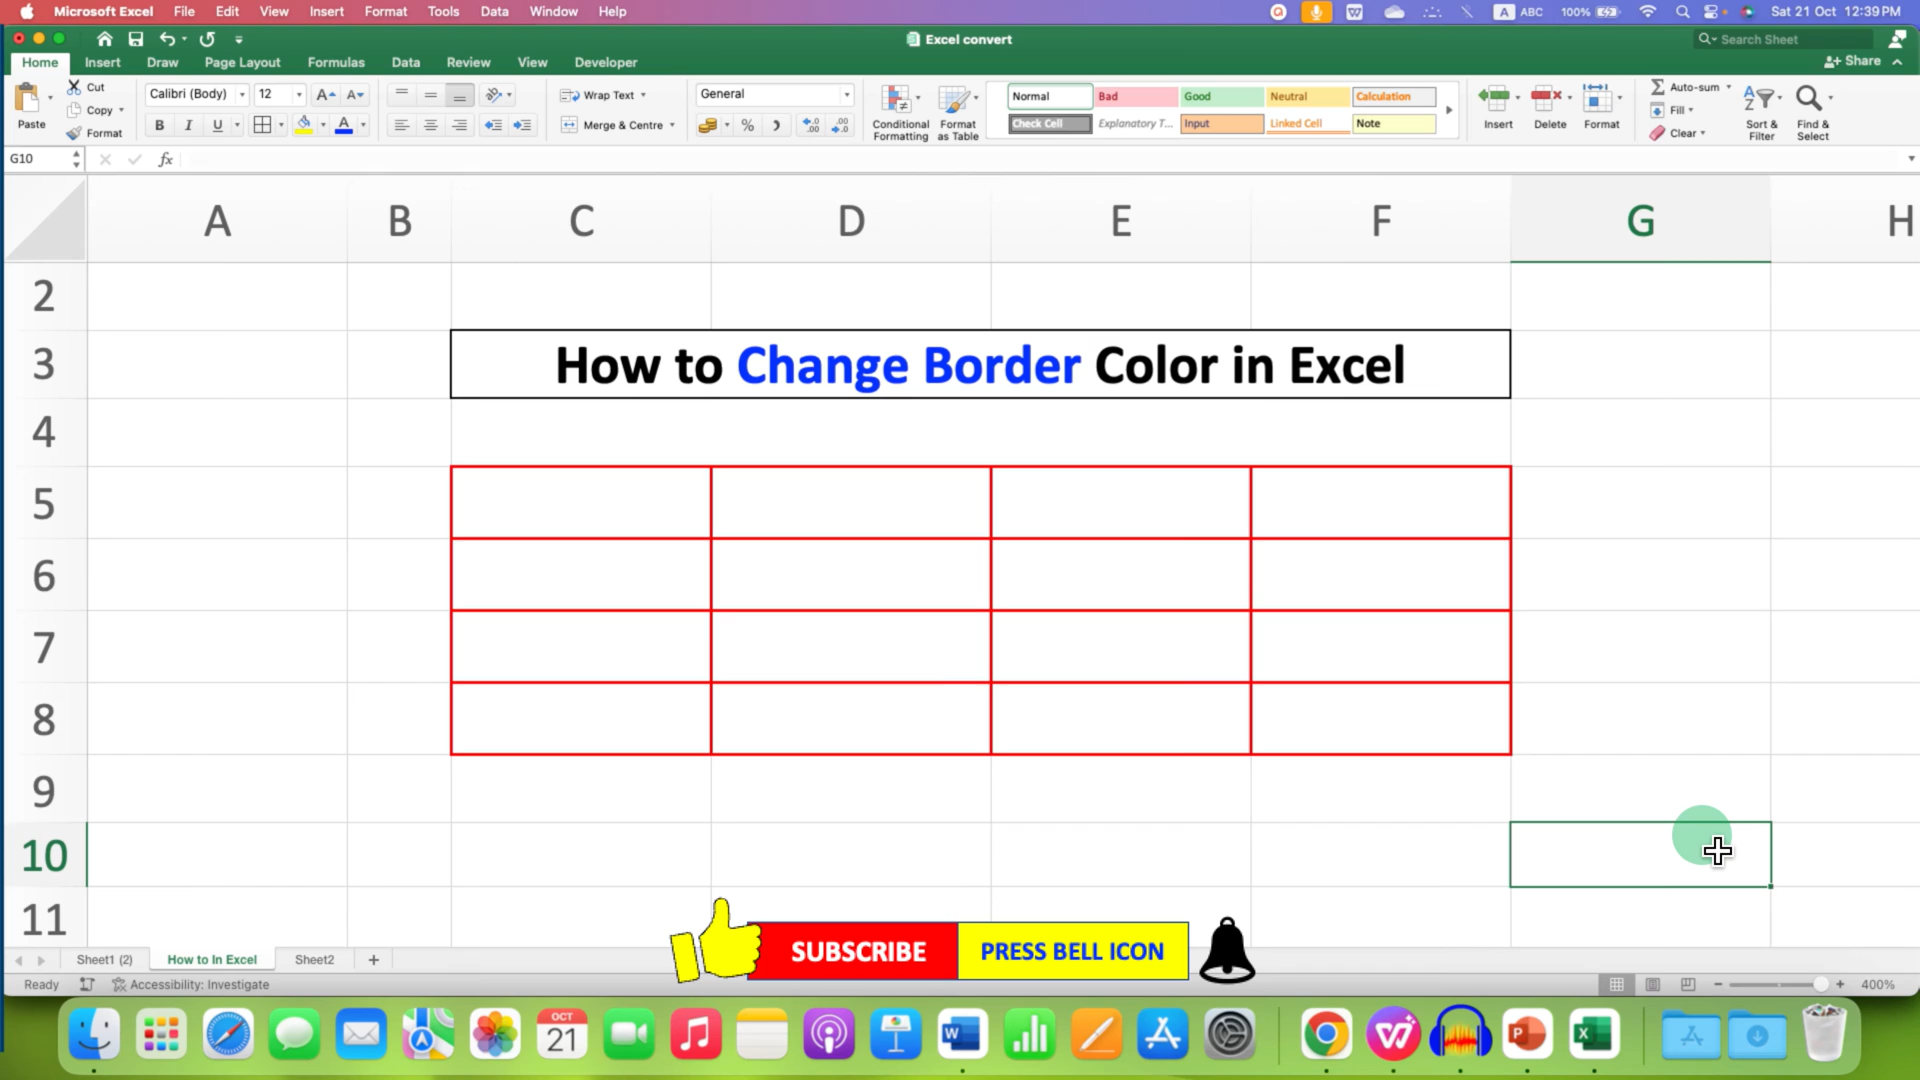 Microsoft Excel File Edit View Insert Format Tools Data Window Help
A ABC 100% Sat 21 Oct 12:39 PM
Excel convert
Search Sheet
Home Insert Draw Page Layout Formulas Data Review View Developer
Share
Paste
Cut
Copy
Format
Calibri (Body) 12 A A
B I U A
Wrap Text
Merge & Centre
General
%
Conditional Formatting
Format as Table
Normal Bad Good Neutral Calculation
Check Cell Explanatory T... Input Linked Cell Note
Insert Delete Format
Auto-sum
Fill
Clear
Sort & Filter
Find & Select
G10 fx
A B C D E F G H
2
3 How to Change Border Color in Excel
4
5
6
7
8
9
10
11
SUBSCRIBE PRESS BELL ICON
Sheet1 (2) How to In Excel Sheet2 +
Ready Accessibility: Investigate 400%
OCT
21